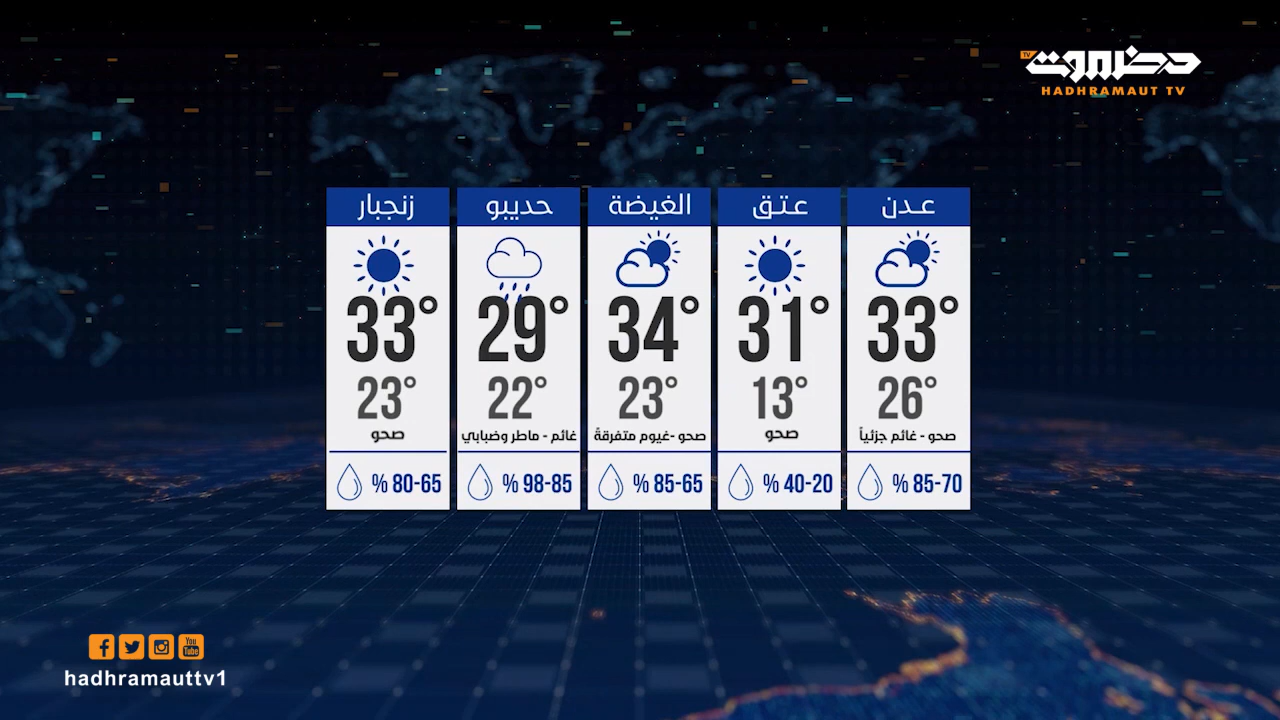 TV
حضرموت
HADHRAMAUT TV
عدن
33°
26°
صحو - غائم جزئياً
% 85-70
عتق
31°
13°
صحو
% 40-20
الغيضة
34°
23°
صحو -غيوم متفرقةً
% 85-65
حديبو
29°
22°
غائم - ماطر وضبابي
% 98-85
زنجبار
33°
23°
صحو
% 80-65
You
Tube
hadhramauttv1